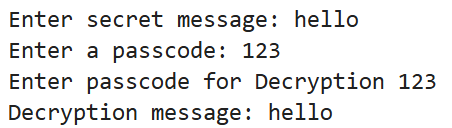 Enter secret message: hello
Enter a passcode: 123
Enter passcode for Decryption 123
Decryption message: hello